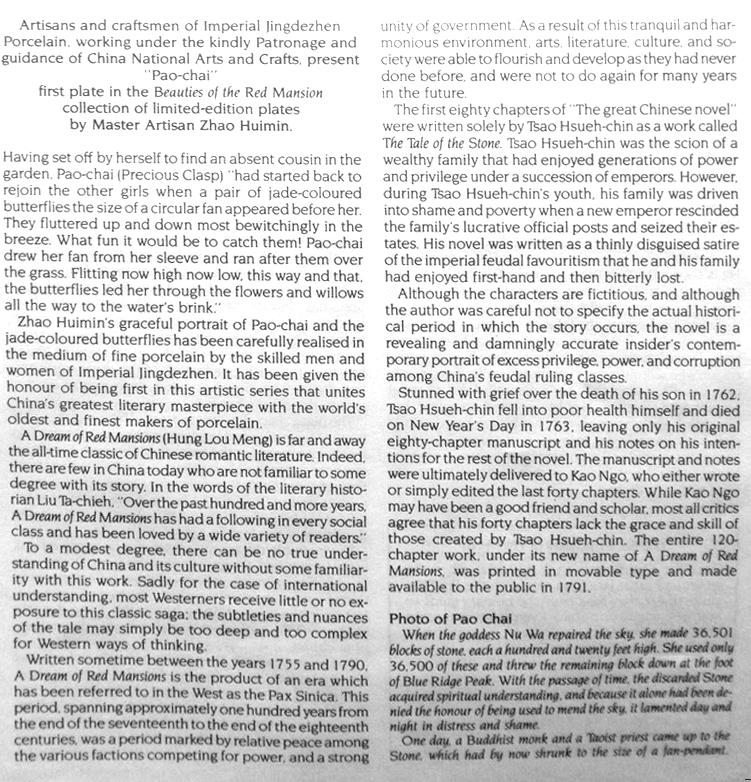 Artisans and craftsmen of Imperial Jingdezhen
Porcelain, working under the kindly Patronage and
guidance of China National Arts and Crafts, present
"Pao-chai"
first plate in the Beauties of the Red Mansion
collection of limited-edition plates
by Master Artisan Zhao Huimin.
Having set off by herself to find an absent cousin in the
garden, Pao-chai (Precious Clasp) "had started back to
rejoin the other girls when a pair of jade-coloured
butterflies the size of a circular fan appeared before her.
They fluttered up and down most bewitchingly in the
breeze. What fun it would be to catch them! Pao-chai
drew her fan from her sleeve and ran after them over
the grass. Flitting now high now low, this way and that,
the butterflies led her through the flowers and willows
all the way to the water's brink."
Zhao Huimin's graceful portrait of Pao-chai and the
jade-coloured butterflies has been carefully realised in
the medium of fine porcelain by the skilled men and
women of Imperial Jingdezhen. It has been given the
honour of being first in this artistic series that unites
China's greatest literary masterpiece with the world's
oldest and finest makers of porcelain.
A Dream of Red Mansions (Hung Lou Meng) is far and away
the all-time classic of Chinese romantic literature. Indeed,
there are few in China today who are not familiar to some
degree with its story. In the words of the literary histo-
rian Liu Ta-chieh, "Over the past hundred and more years,
A Dream of Red Mansions has had a following in every social
class and has been loved by a wide variety of readers."
To a modest degree, there can be no true under-
standing of China and its culture without some familiar-
ity with this work. Sadly for the case of international
understanding, most Westerners receive little or no ex-
posure to this classic saga; the subtleties and nuances
of the tale may simply be too deep and too complex
for Western ways of thinking.
Written sometime between the years 1755 and 1790,
A Dream of Red Mansions is the product of an era which
has been referred to in the West as the Pax Sinica. This
period, spanning approximately one hundred years from
the end of the seventeenth to the end of the eighteenth
centuries, was a period marked by relative peace among
the various factions competing for power, and a strong
unity of government. As a result of this tranquil and har-
monious environment, arts, literature, culture, and so-
ciety were able to flourish and develop as they had never
done before, and were not to do again for many years
in the future.
The first eighty chapters of "The great Chinese novel"
were written solely by Tsao Hsueh-chin as a work called
The Tale of the Stone. Tsao Hsueh-chin was the scion of a
wealthy family that had enjoyed generations of power
and privilege under a succession of emperors. However,
during Tsao Hsueh-chin's youth, his family was driven
into shame and poverty when a new emperor rescinded
the family's lucrative official posts and seized their es-
tates. His novel was written as a thinly disguised satire
of the imperial feudal favouritism that he and his family
had enjoyed first-hand and then bitterly lost.
Although the characters are fictitious, and although
the author was careful not to specify the actual histori-
cal period in which the story occurs, the novel is a
revealing and damningly accurate insider's contem-
porary portrait of excess privilege, power, and corruption
among China's feudal ruling classes.
Stunned with grief over the death of his son in 1762,
Tsao Hsueh-chin fell into poor health himself and died
on New Year's Day in 1763, leaving only his original
eighty-chapter manuscript and his notes on his inten-
tions for the rest of the novel. The manuscript and notes
were ultimately delivered to Kao Ngo, who either wrote
or simply edited the last forty chapters. While Kao Ngo
may have been a good friend and scholar, most all critics
agree that his forty chapters lack the grace and skill of
those created by Tsao Hsueh-chin. The entire 120-
chapter work, under its new name of A Dream of Red
Mansions, was printed in movable type and made
available to the public in 1791.
Photo of Pao Chai
When the goddess Nu Wa repaired the sky, she made 36,501
blocks of stone, each a hundred and twenty feet high. She used only
36,500 of these and threw the remaining block down at the foot
of Blue Ridge Peak. With the passage of time, the discarded Stone
acquired spiritual understanding, and because it alone had been de-
nied the honour of being used to mend the sky, it lamented day and
night in distress and shame.
One day, a Buddhist monk and a Taoist priest came up to the
Stone, which had by now shrunk to the size of a fan-pendant.